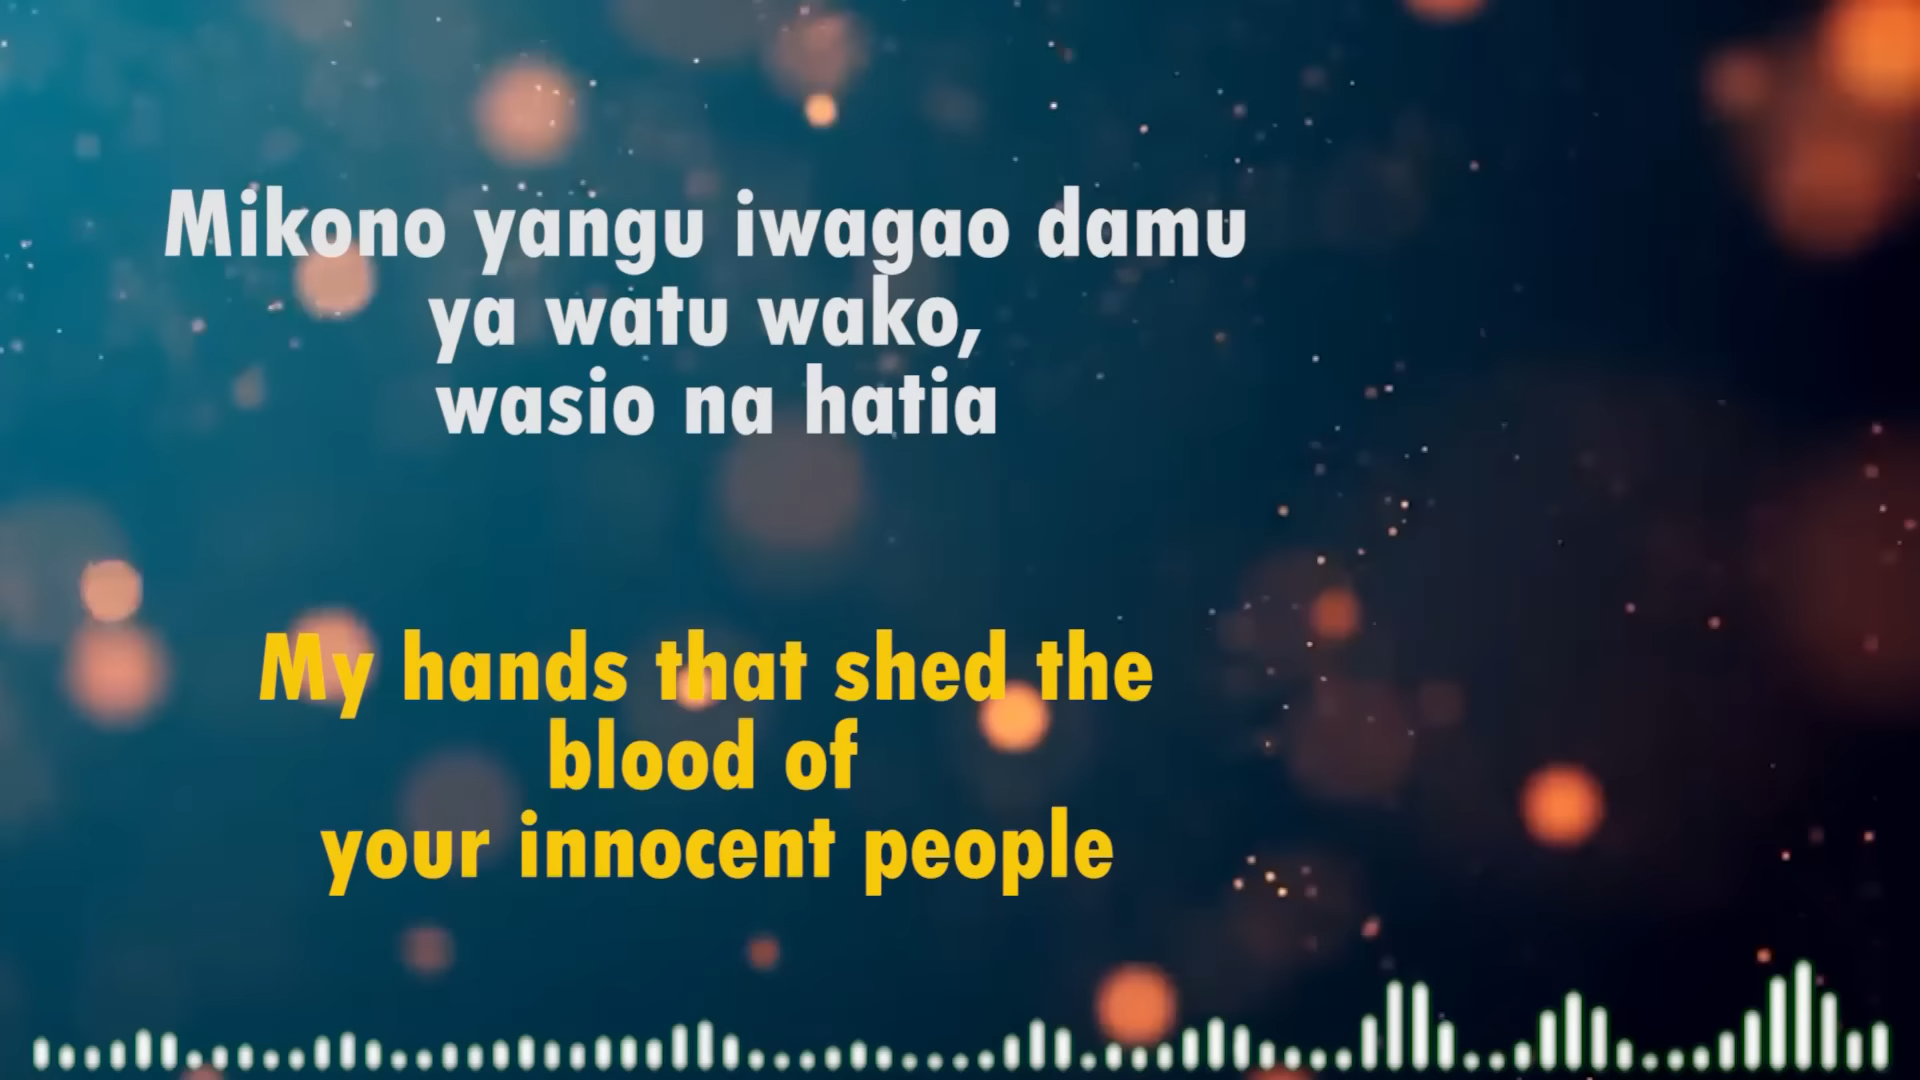 Mikono yangu iwagao damu
ya watu wako,
wasio na hatia
My hands that shed the
blood of
your innocent people